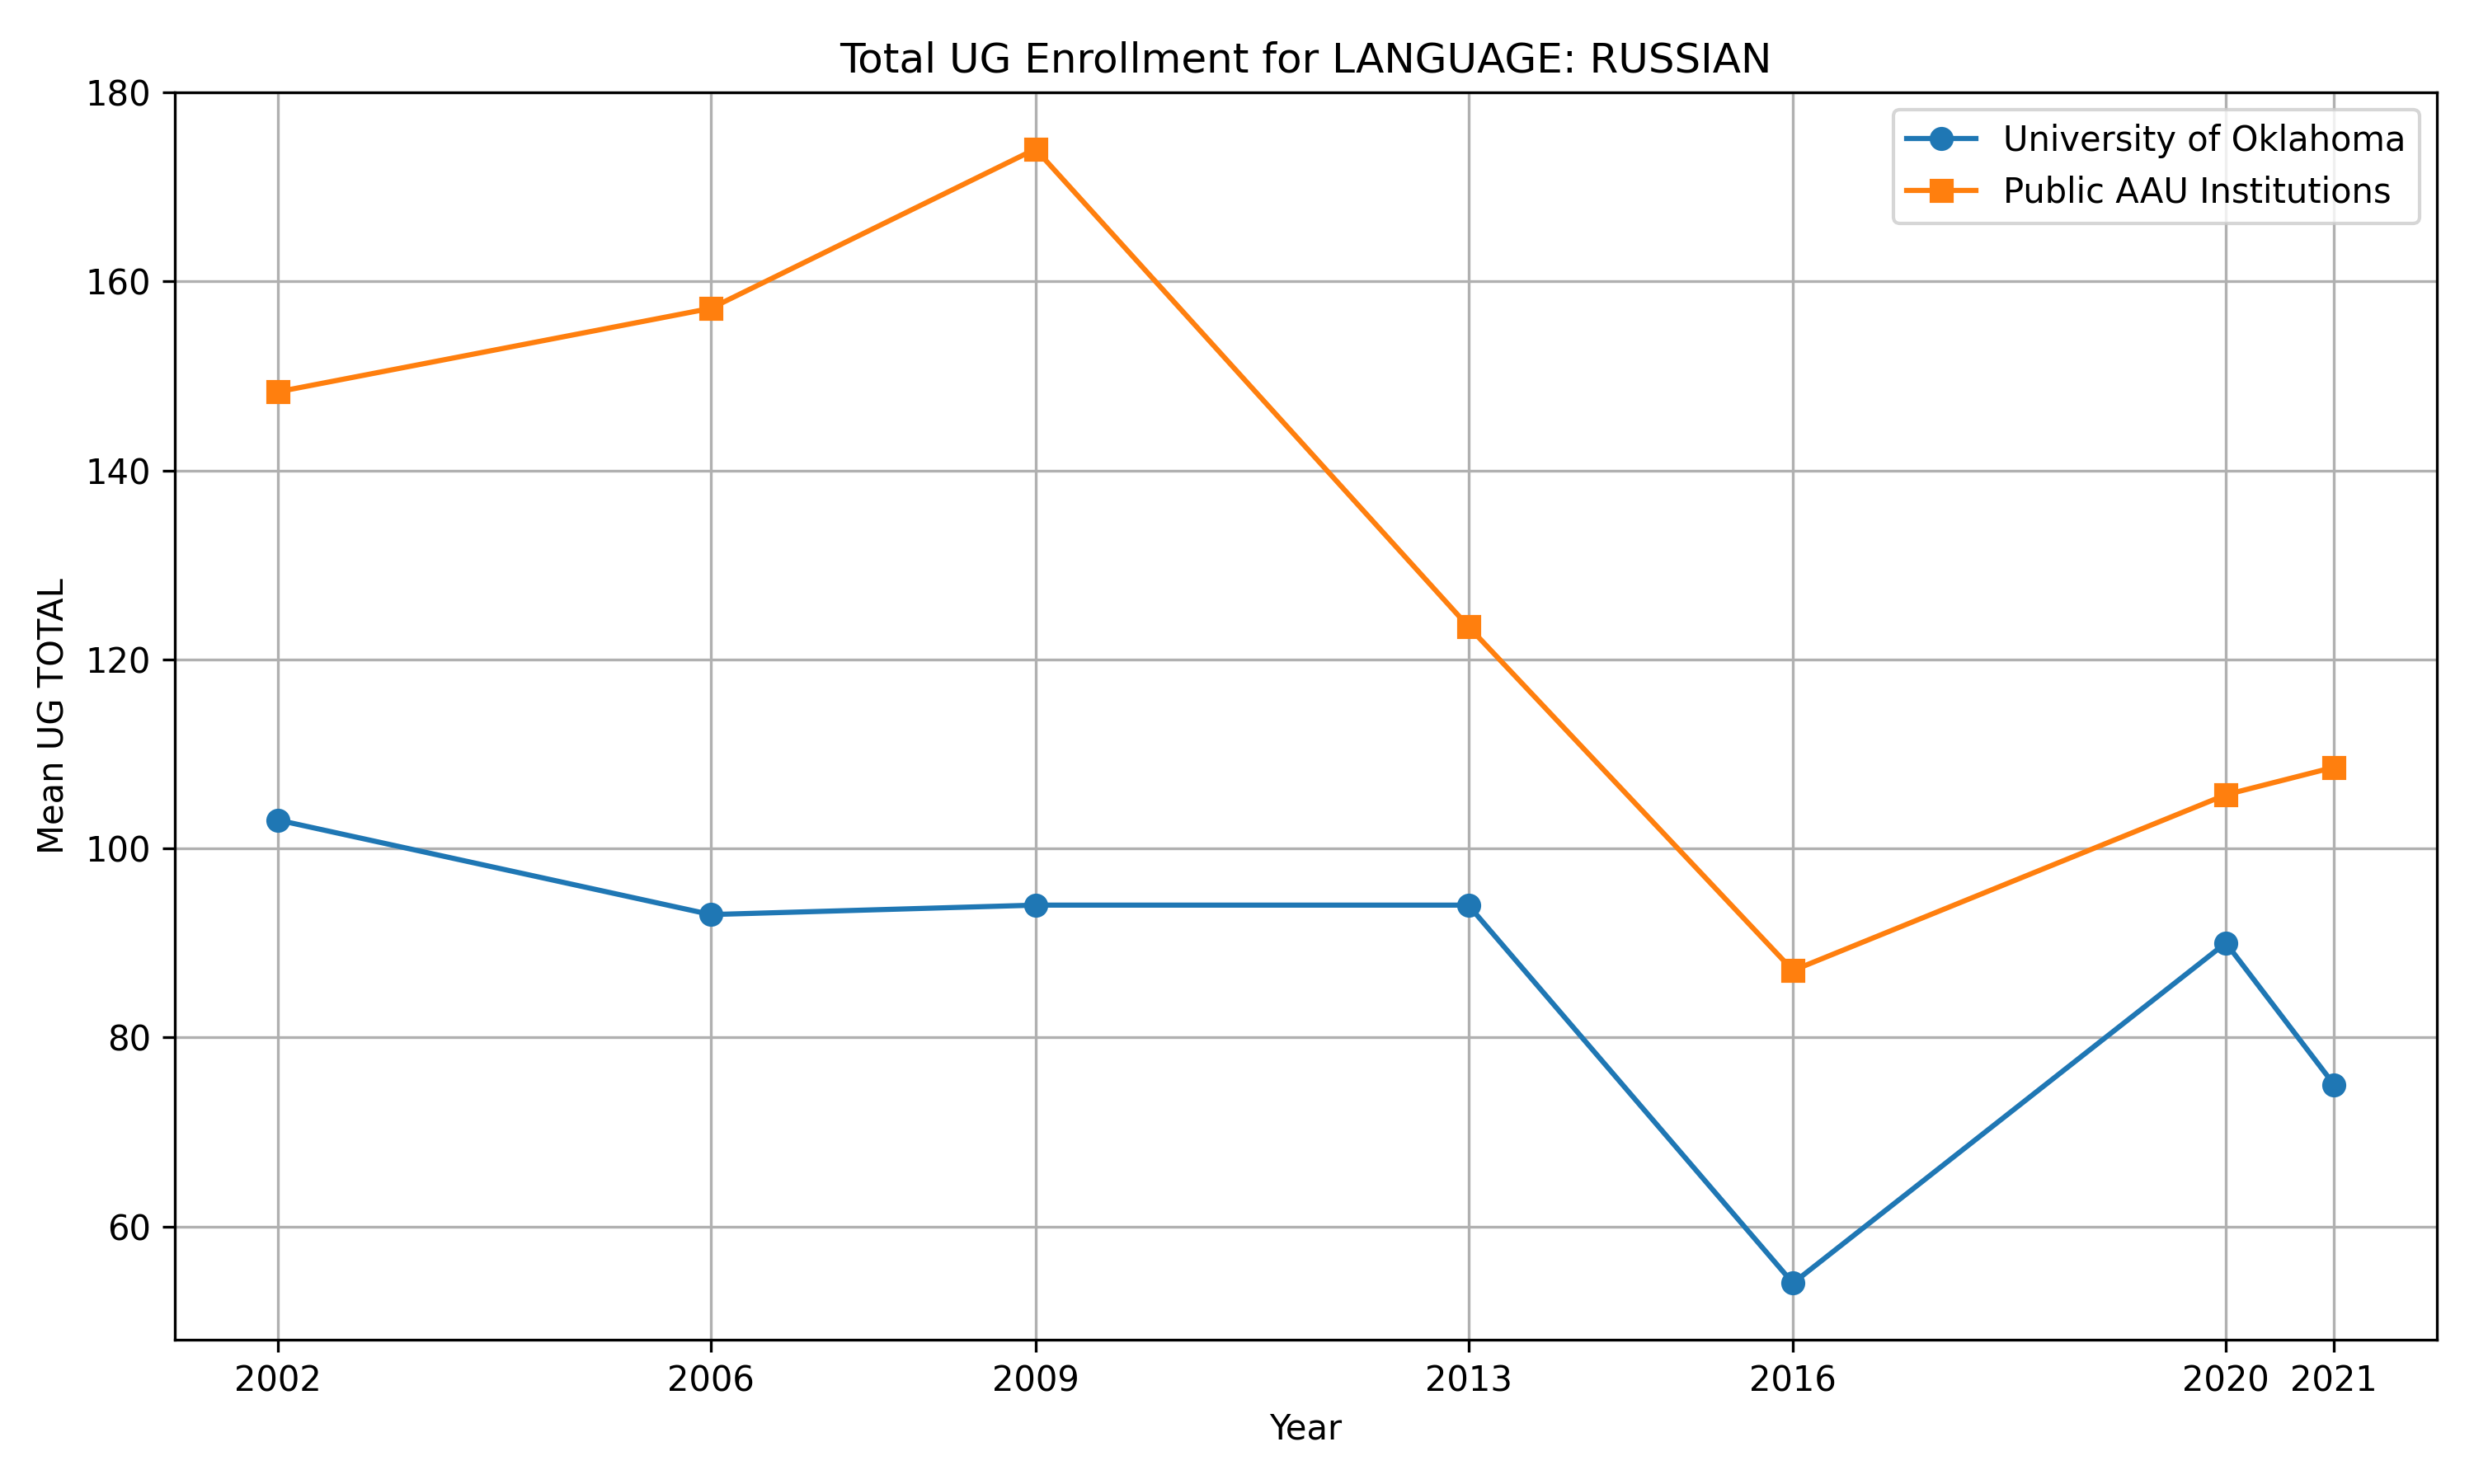 Total UG Enrollment for LANGUAGE: RUSSIAN
University of Oklahoma
Public AAU Institutions
Mean UG TOTAL
180
160
140
120
100
80
60
2002 2006 2009 2013 2016 2020 2021
Year